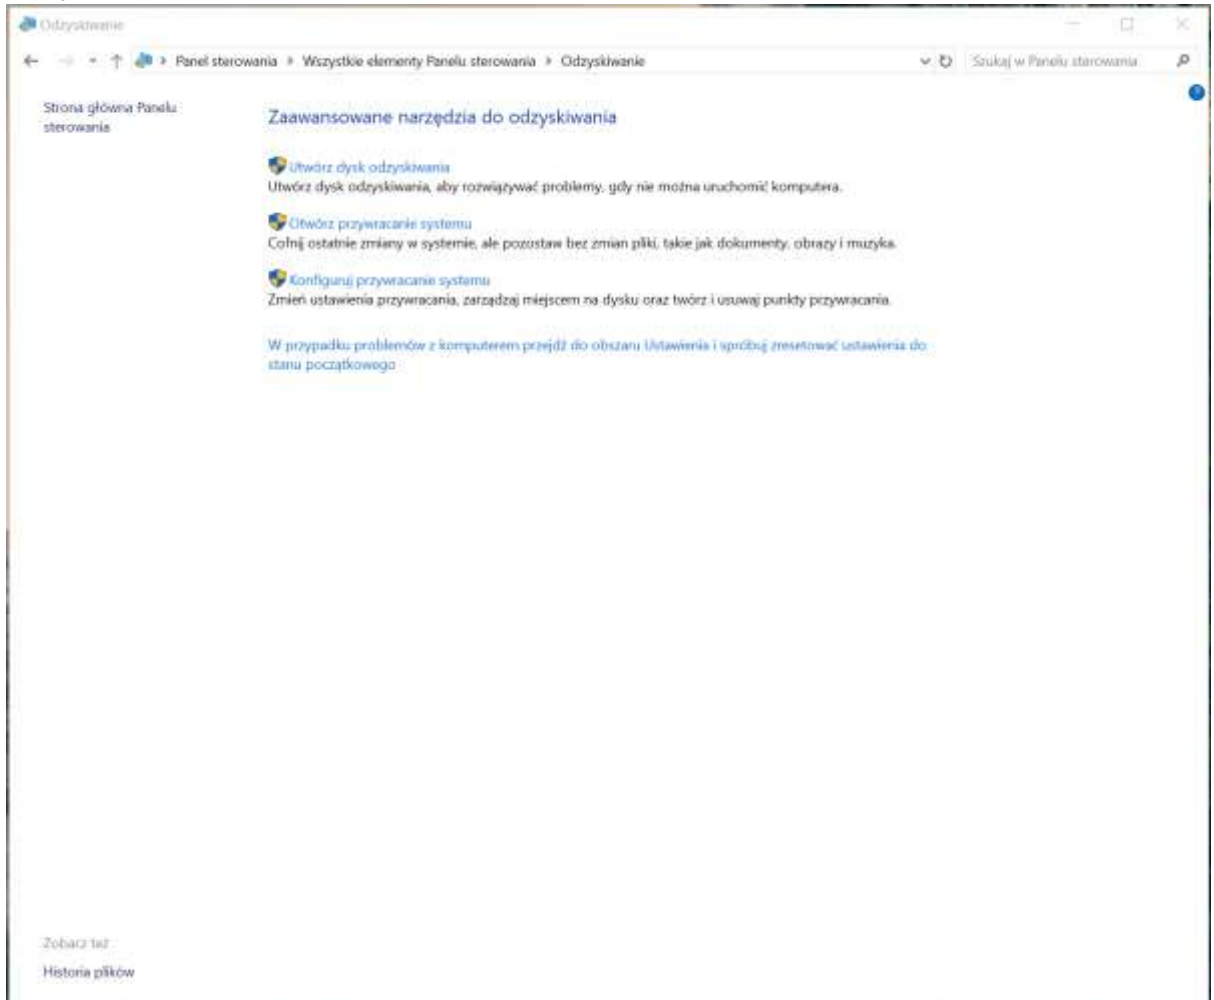 Odzyskiwanie
Panel sterowania Wszystkie elementy Panelu sterowania Odzyskiwanie
Szukaj w Panelu sterowania
Strona główna Panelu
sterowania
Zaawansowane narzędzia do odzyskiwania
Utwórz dysk odzyskiwania
Utwórz dysk odzyskiwania, aby rozwiązywać problemy, gdy nie można uruchomić komputera.
Otwórz przywracanie systemu
Cofnij ostatnie zmiany w systemie, ale pozostaw bez zmian pliki, takie jak dokumenty, obrazy i muzyka.
Konfiguruj przywracanie systemu
Zmień ustawienia przywracania, zarządzaj miejscem na dysku oraz twórz i usuwaj punkty przywracania.
W przypadku problemów z komputerem przejdź do obszaru Ustawienia i spróbuj zresetować ustawienia do
stanu początkowego
Zobacz też
Historia plików